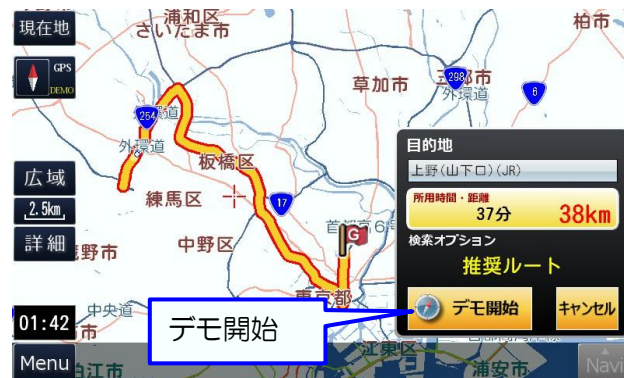 現在地
浦和区
さいたま市
柏市
GPS
DEMO
草加市
298
市
外環道
6
254
道
外環道
目的地
上野(山下口)(JR)
板橋区
広域
2.5km
練馬区
17
所用時間・距離
37分
38km
首都高6号
G
詳細
野市
中野区
検索オプション
推奨ルート
デモ開始
キャンセル
東京都
中央道
01:42
市
デモ開始
江東区
Menu
狛江市
浦安市
Navi